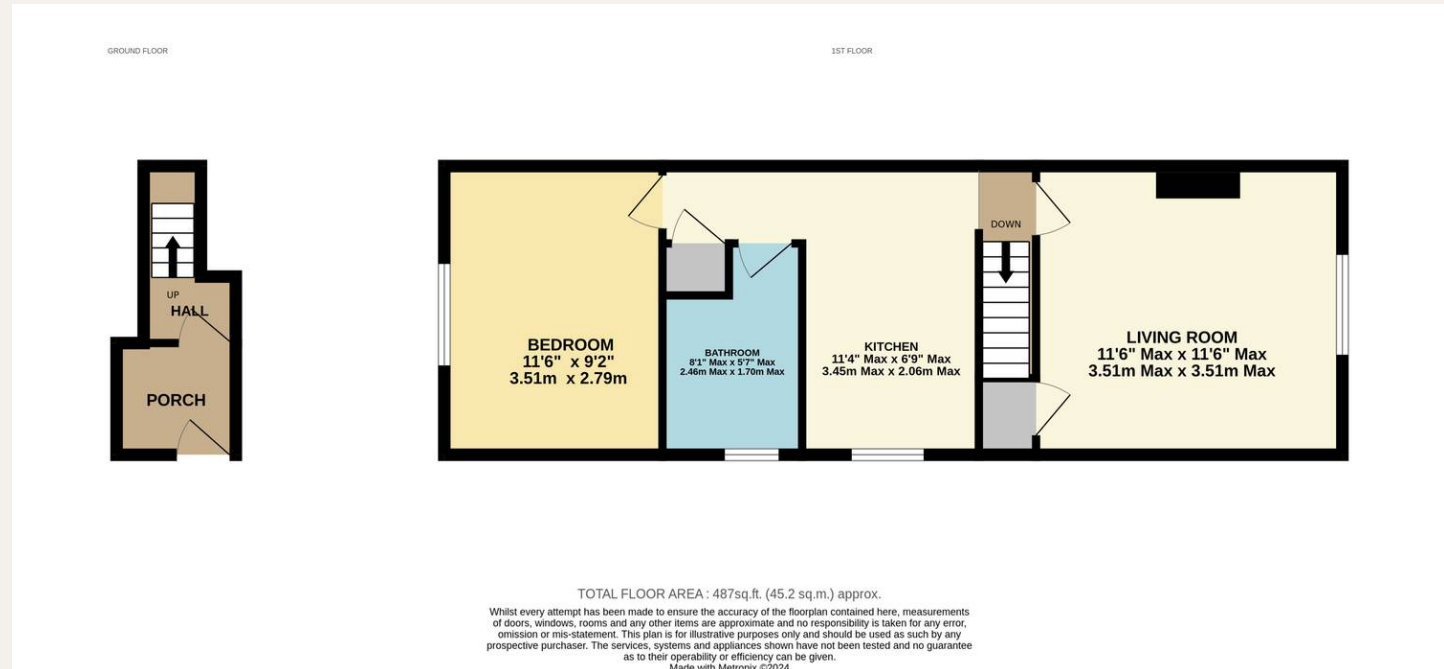 GROUND FLOOR
1ST FLOOR
UP
HALL
PORCH
BEDROOM
11'6" x 9'2"
3.51m x 2.79m
BATHROOM
8'1" Max x 5'7" Max
2.46m Max x 1.70m Max
KITCHEN
11'4" Max x 6'9" Max
3.45m Max x 2.06m Max
DOWN
LIVING ROOM
11'6" Max x 11'6" Max
3.51m Max x 3.51m Max
TOTAL FLOOR AREA : 487sq.ft. (45.2 sq.m.) approx.
Whilst every attempt has been made to ensure the accuracy of the floorplan contained here, measurements
of doors, windows, rooms and any other items are approximate and no responsibility is taken for any error,
omission or mis-statement. This plan is for illustrative purposes only and should be used as such by any
prospective purchaser. The services, systems and appliances shown have not been tested and no guarantee
as to their operability or efficiency can be given.
Made with Metropix ©2024